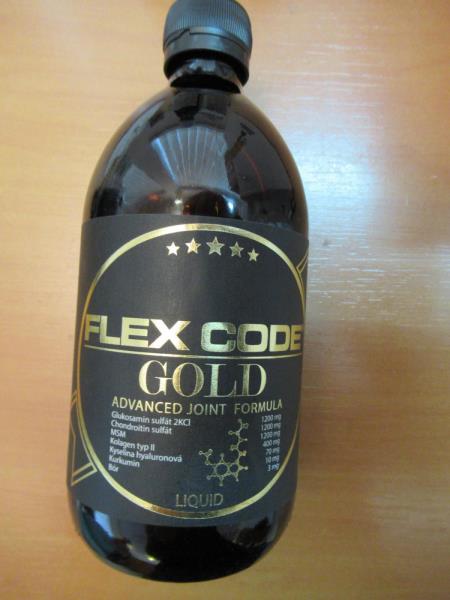 FLEX CODE
GOLD
ADVANCED JOINT FORMULA
Glukosamin sulfát 2KCl 1200 mg
Chondroitin sulfát 1200 mg
MSM 1200 mg
Kolagen typ II 400 mg
Kyselina hyaluronová 70 mg
Kurkumin 10 mg
Bór 3 mg
LIQUID